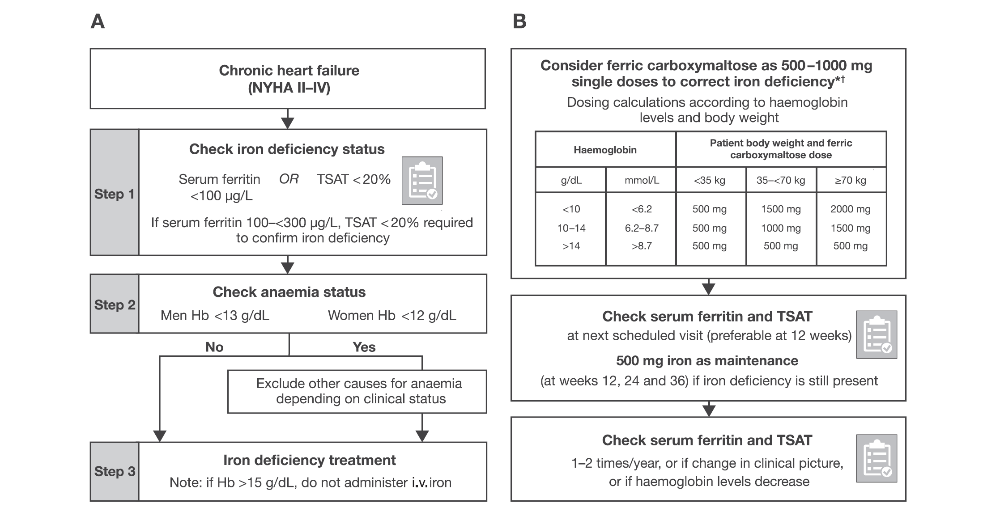 A
Chronic heart failure
(NYHA II–IV)
Step 1
Check iron deficiency status
Serum ferritin OR TSAT <20%
<100 µg/L
If serum ferritin 100–<300 µg/L, TSAT <20% required
to confirm iron deficiency
Step 2
Check anaemia status
Men Hb <13 g/dL Women Hb <12 g/dL
No Yes
Exclude other causes for anaemia
depending on clinical status
Step 3
Iron deficiency treatment
Note: if Hb >15 g/dL, do not administer i.v. iron
B
Consider ferric carboxymaltose as 500–1000 mg
single doses to correct iron deficiency*†
Dosing calculations according to haemoglobin
levels and body weight
Haemoglobin
Patient body weight and ferric
carboxymaltose dose
g/dL mmol/L <35 kg 35–<70 kg ≥70 kg
<10 <6.2 500 mg 1500 mg 2000 mg
10–14 6.2–8.7 500 mg 1000 mg 1500 mg
>14 >8.7 500 mg 500 mg 500 mg
Check serum ferritin and TSAT
at next scheduled visit (preferable at 12 weeks)
500 mg iron as maintenance
(at weeks 12, 24 and 36) if iron deficiency is still present
Check serum ferritin and TSAT
1–2 times/year, or if change in clinical picture,
or if haemoglobin levels decrease